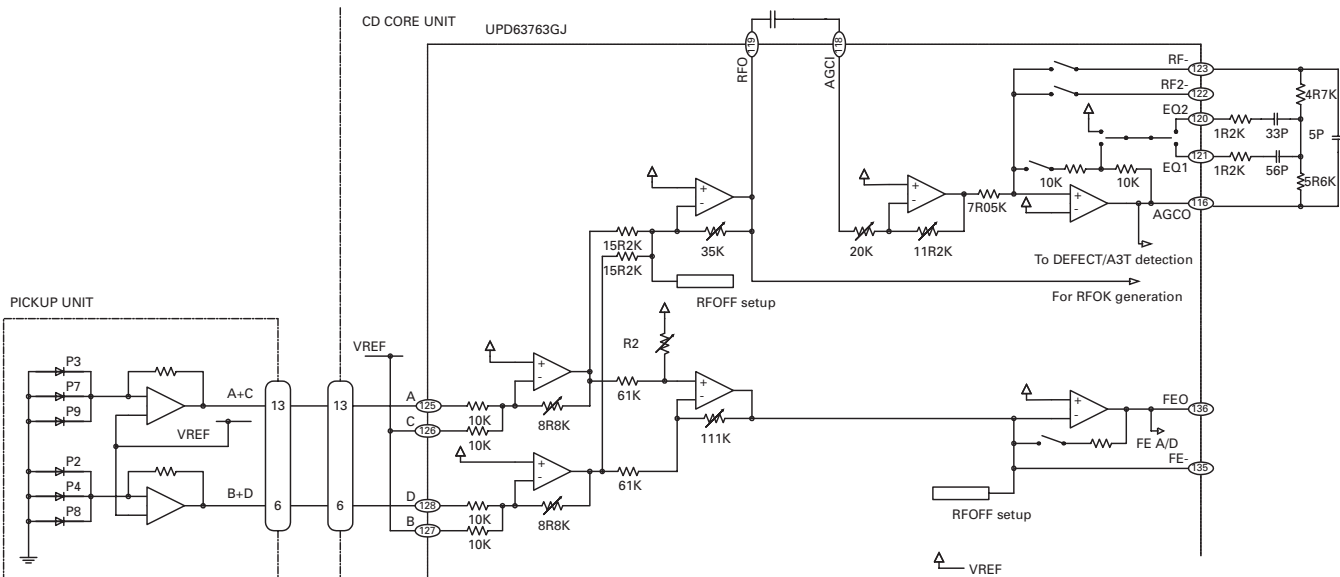 CD CORE UNIT
UPD63763GJ
119
118
RFO
AGCI
RF-
123
RF2-
122
4R7K
EQ2
120
1R2K
33P
5P
121
EQ1
1R2K
56P
5R6K
10K
10K
7R05K
AGCO
116
15R2K
35K
20K
11R2K
15R2K
To DEFECT/A3T detection
RFOFF setup
For RFOK generation
PICKUP UNIT
R2
VREF
P3
P7
P9
A+C
13
13
A
125
10K
8R8K
61K
C
126
10K
111K
VREF
FEO
136
FE A/D
FE-
135
P2
P4
P8
B+D
6
6
D
128
10K
8R8K
61K
B
127
10K
RFOFF setup
VREF